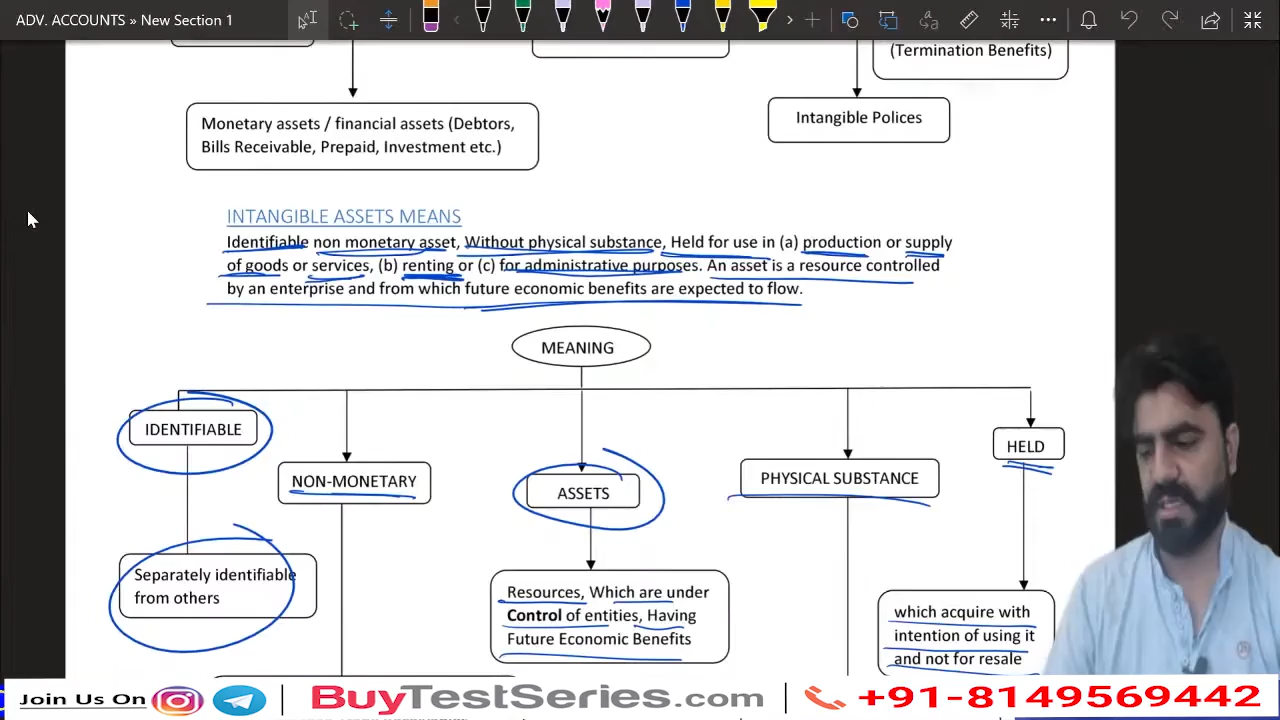 ADV. ACCOUNTS » New Section 1
(Termination Benefits)
Monetary assets / financial assets (Debtors,
Bills Receivable, Prepaid, Investment etc.)
Intangible Polices
INTANGIBLE ASSETS MEANS
Identifiable non monetary asset, Without physical substance, Held for use in (a) production or supply
of goods or services, (b) renting or (c) for administrative purposes. An asset is a resource controlled
by an enterprise and from which future economic benefits are expected to flow.
MEANING
IDENTIFIABLE
NON-MONETARY
ASSETS
PHYSICAL SUBSTANCE
HELD
Separately identifiable
from others
Resources, Which are under
Control of entities, Having
Future Economic Benefits
which acquire with
intention of using it
and not for resale
Join Us On
BuyTestSeries.com
+91-8149569442